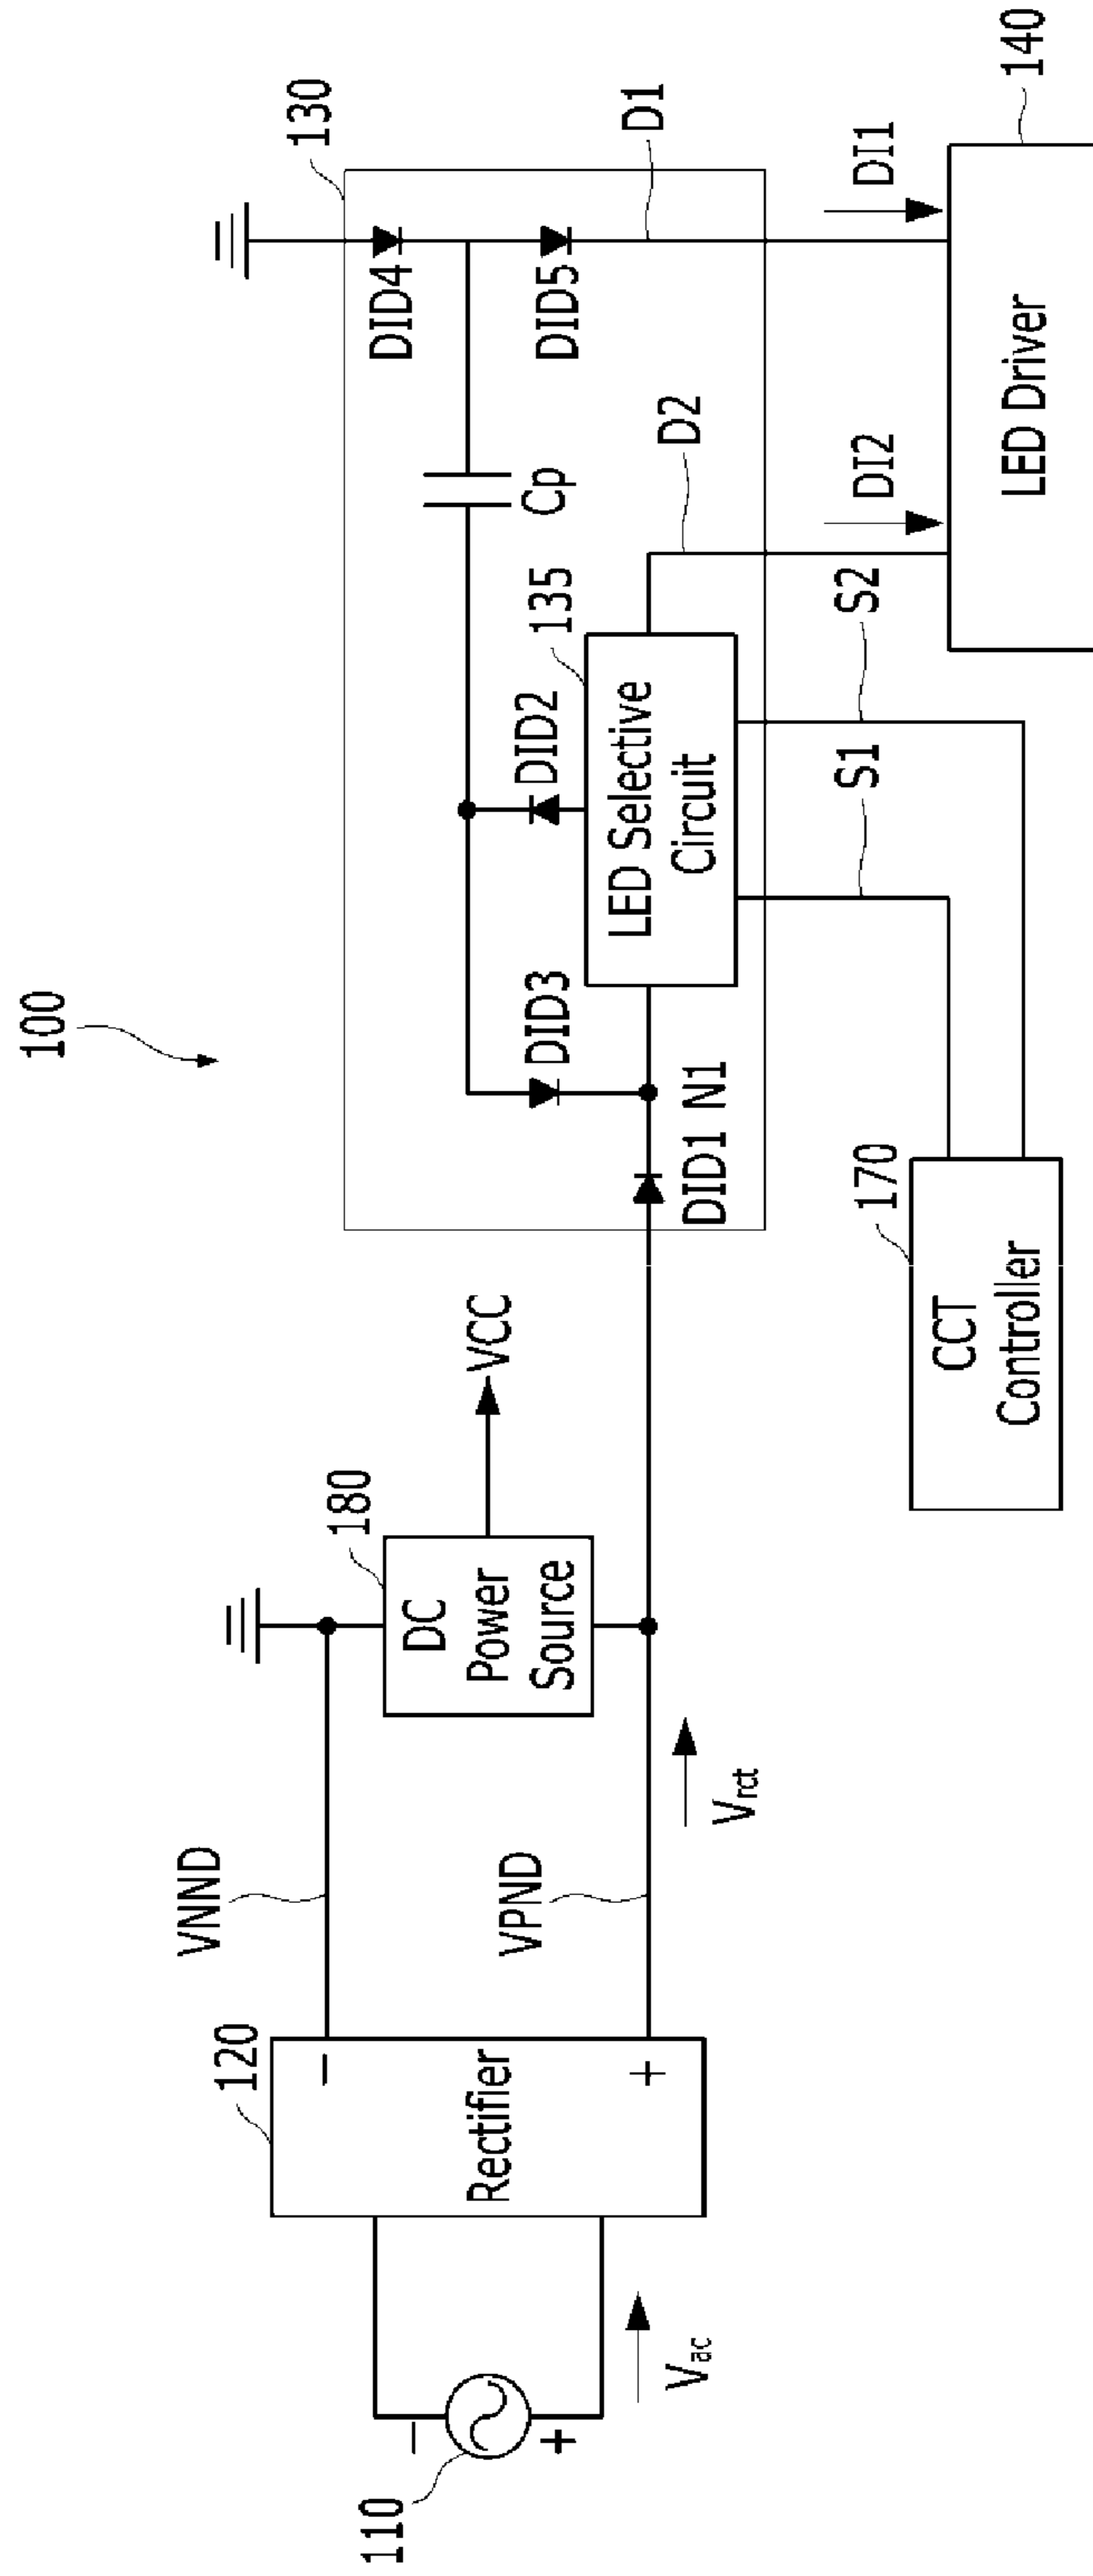 100
110
−
+
Vac
120
Rectifier
−
+
VNND
VPND
Vrct
180
DC
Power
Source
VCC
130
DID1
N1
DID3
DID2
135
LED Selective
Circuit
Cp
DID4
DID5
D1
D2
S1
S2
DI2
DI1
170
CCT
Controller
140
LED Driver